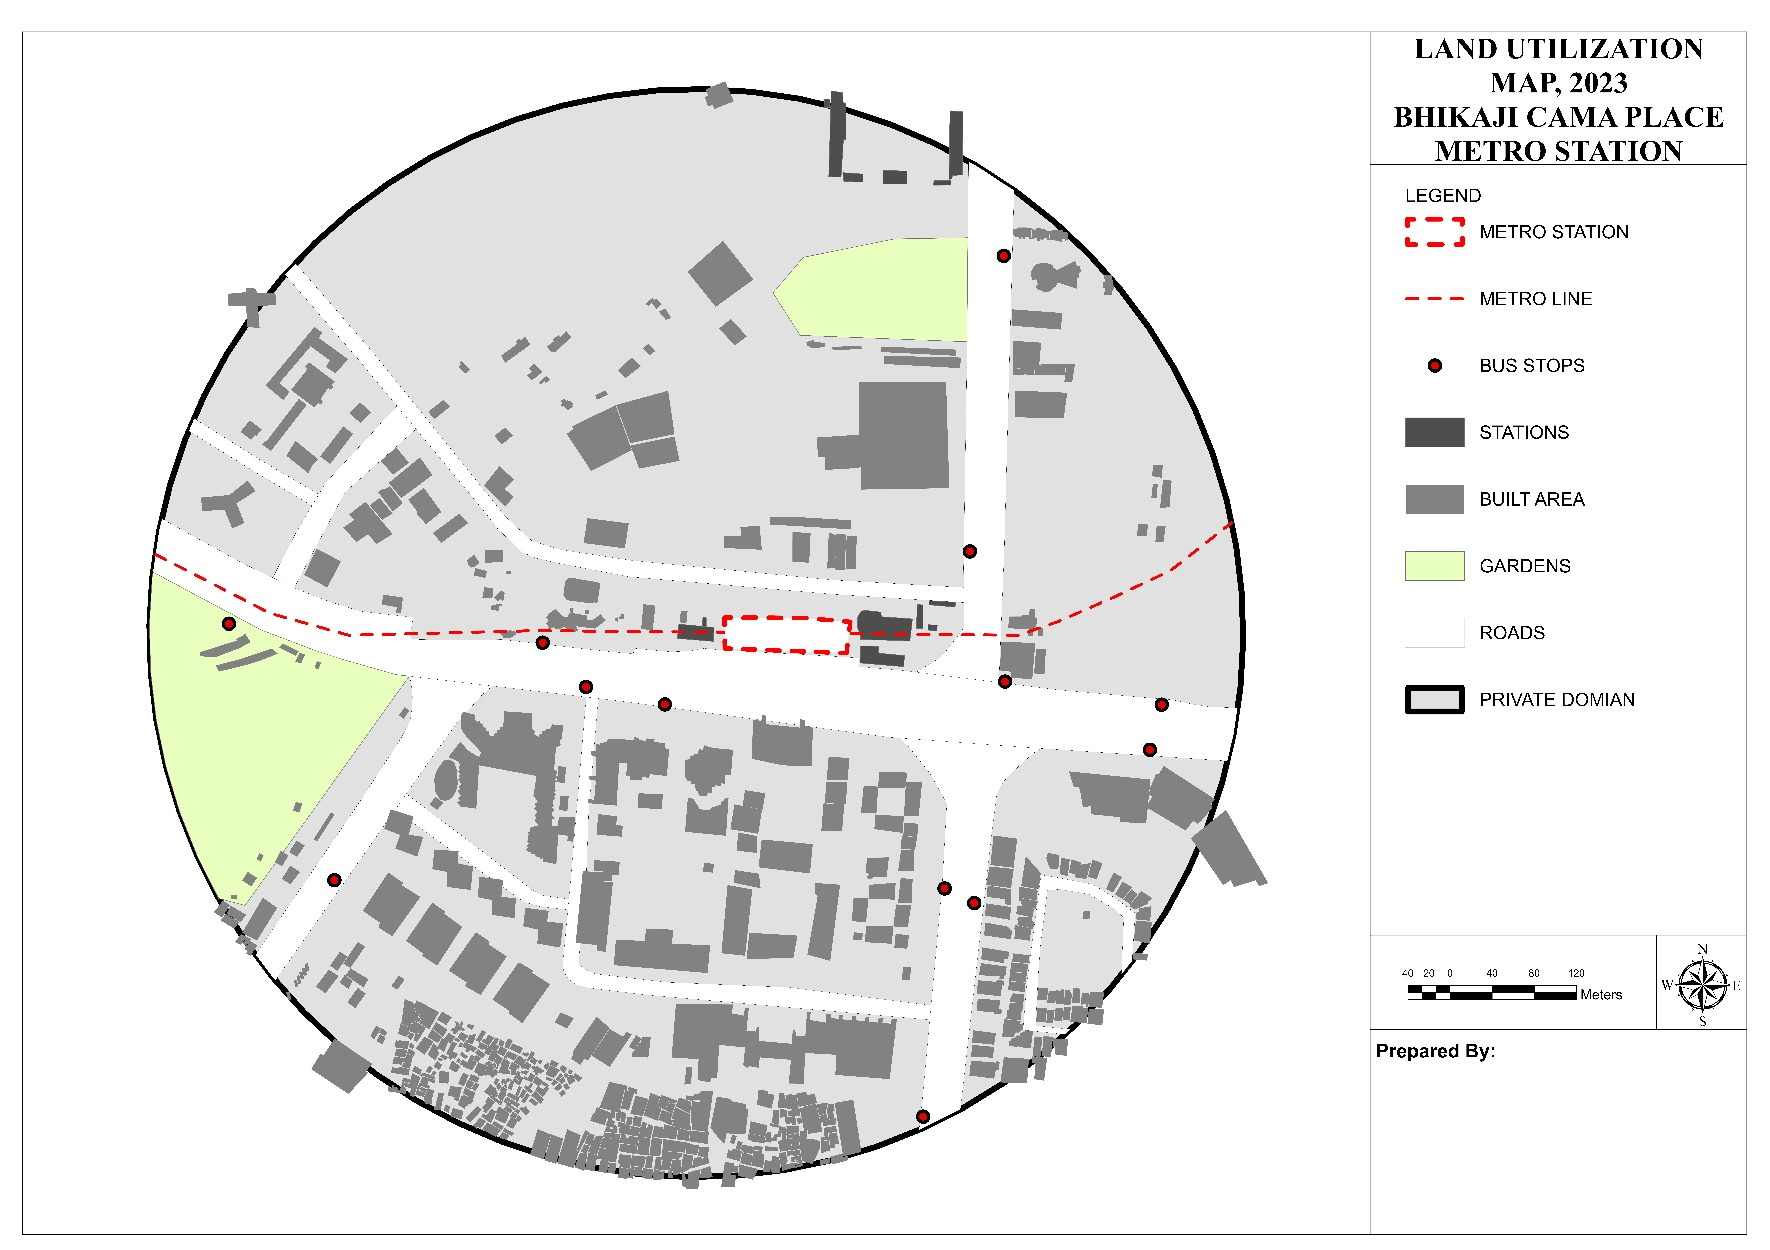 LAND UTILIZATION
MAP, 2023
BHIKAJI CAMA PLACE
METRO STATION
LEGEND
METRO STATION
METRO LINE
BUS STOPS
STATIONS
BUILT AREA
GARDENS
ROADS
PRIVATE DOMIAN
40 20 0 40 80 120
Meters
N
W E
S
Prepared By: